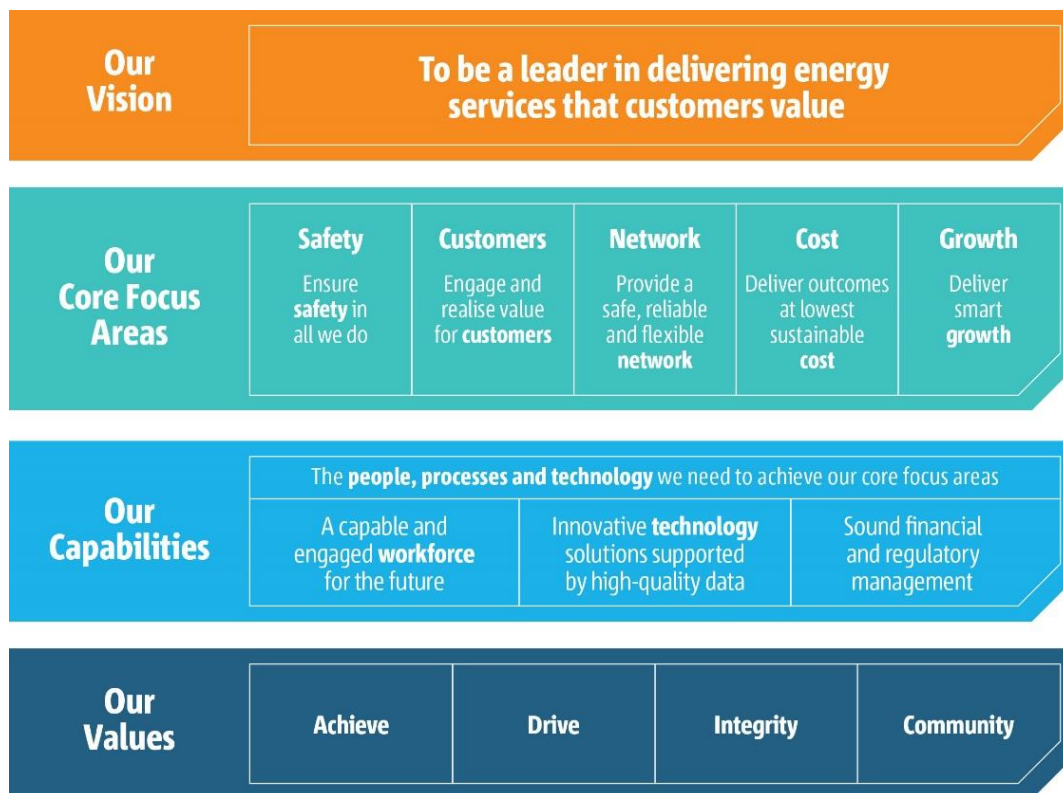 Our
Vision
To be a leader in delivering energy
services that customers value
Our
Core Focus
Areas
Safety
Ensure
safety in
all we do
Customers
Engage and
realise value
for customers
Network
Provide a
safe, reliable
and flexible
network
Cost
Deliver outcomes
at lowest
sustainable
cost
Growth
Deliver
smart
growth
Our
Capabilities
The people, processes and technology we need to achieve our core focus areas
A capable and
engaged workforce
for the future
Innovative technology
solutions supported
by high-quality data
Sound financial
and regulatory
management
Our
Values
Achieve
Drive
Integrity
Community